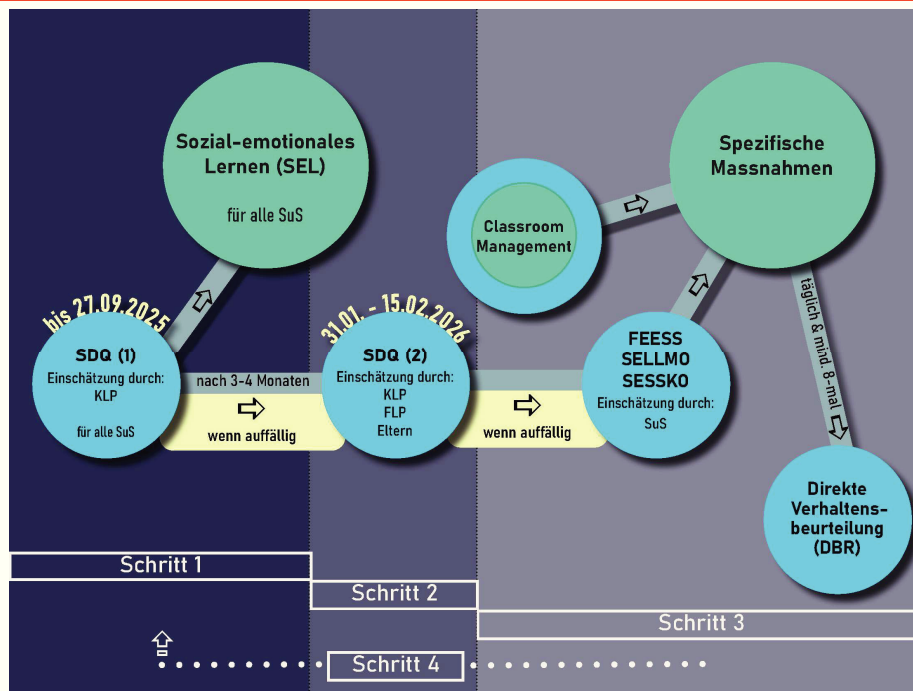 Sozial-emotionales
Lernen (SEL)
für alle SuS
Spezifische
Massnahmen
Classroom
Management
bis 27.09.2025
SDQ (1)
Einschätzung durch:
KLP
für alle SuS
nach 3-4 Monaten
wenn auffällig
31.01. - 15.02.2026
SDQ (2)
Einschätzung durch:
KLP
FLP
Eltern
wenn auffällig
FEESS
SELLMO
SESSKO
Einschätzung durch:
SuS
täglich & mind. 8-mal
Direkte
Verhaltens-
beurteilung
(DBR)
Schritt 1
Schritt 2
Schritt 3
Schritt 4